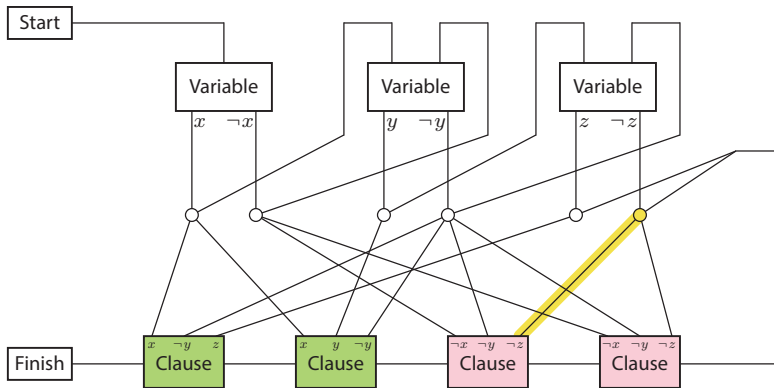 Start
Variable Variable Variable
x ¬x y ¬y z ¬z
x ¬y z x y ¬y ¬x ¬y ¬z ¬x ¬y ¬z
Finish Clause Clause Clause Clause